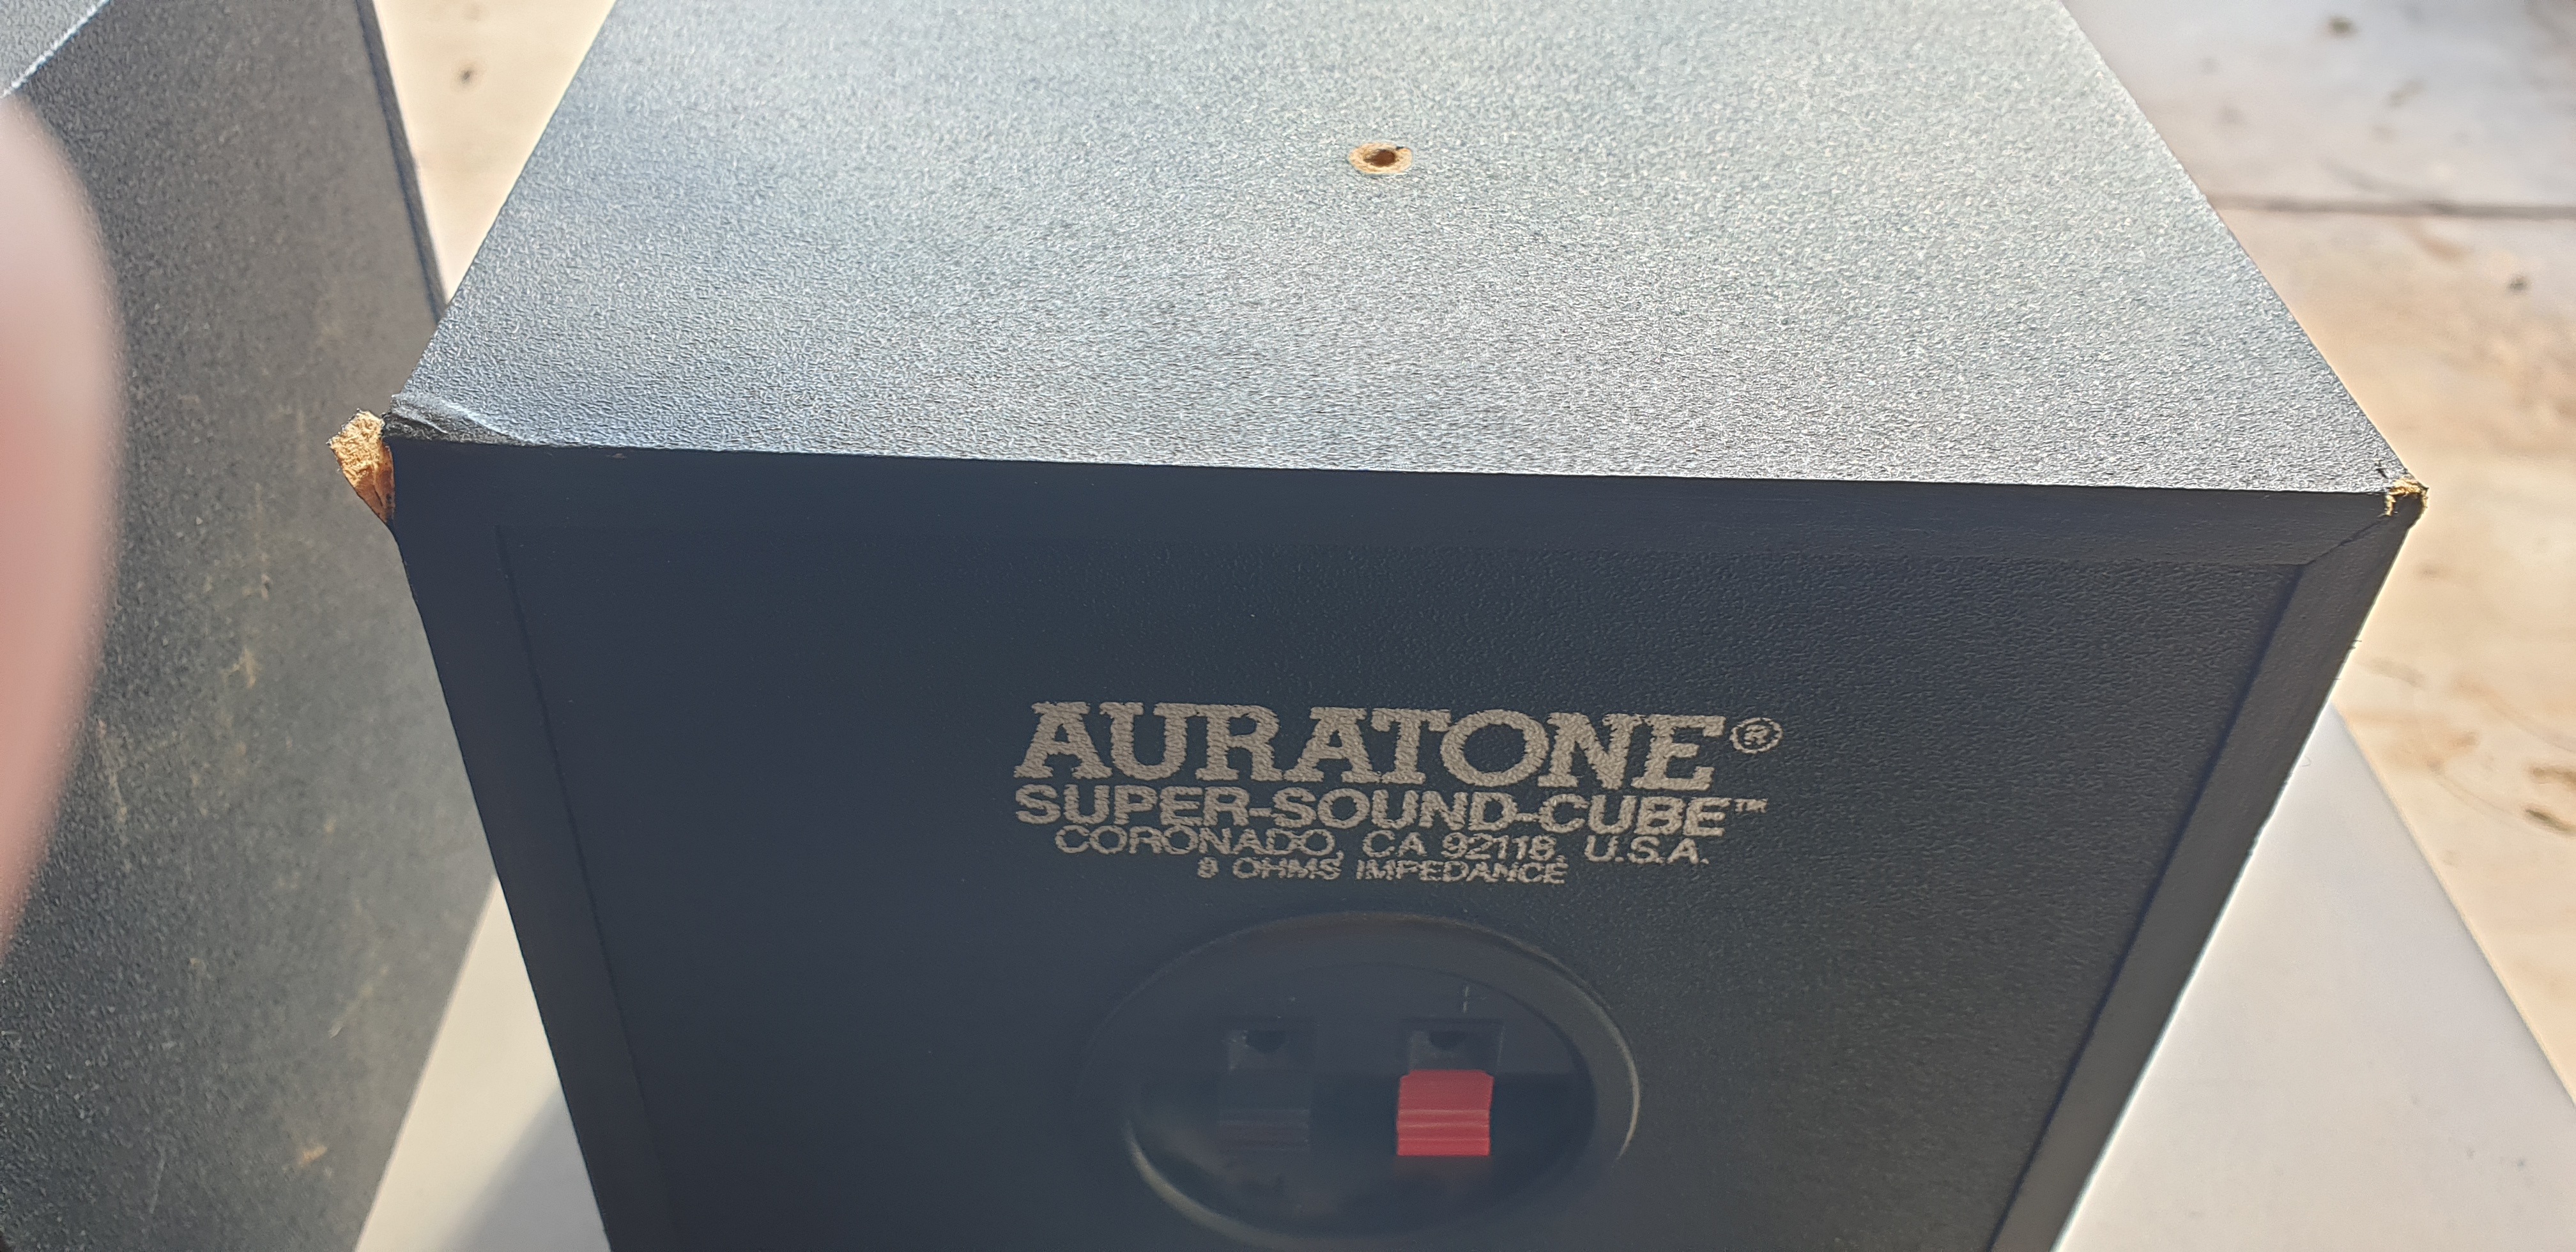 AURATONE®
SUPER-SOUND-CUBE™
CORONADO, CA 92118, U.S.A.
8 OHMS IMPEDANCE